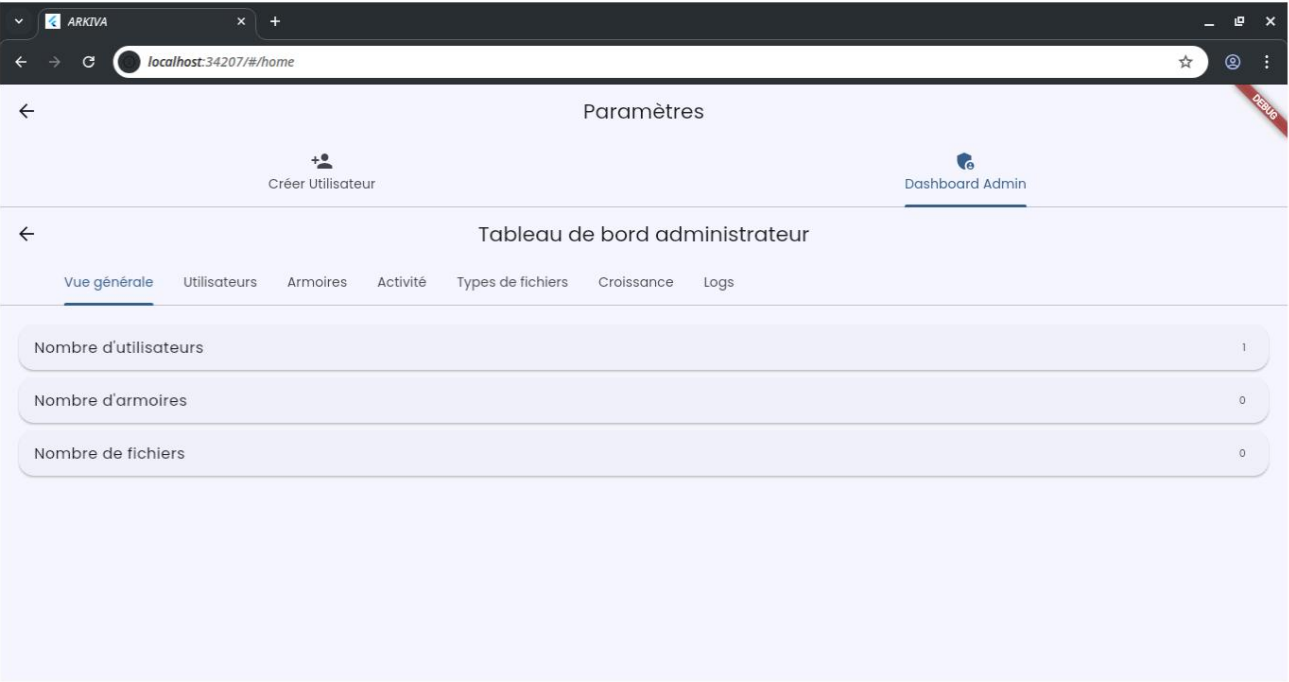 ARKIVA
localhost:34207/#/home
Paramètres
DEBUG
Créer Utilisateur
Dashboard Admin
Tableau de bord administrateur
Vue générale Utilisateurs Armoires Activité Types de fichiers Croissance Logs
Nombre d'utilisateurs 1
Nombre d'armoires 0
Nombre de fichiers 0